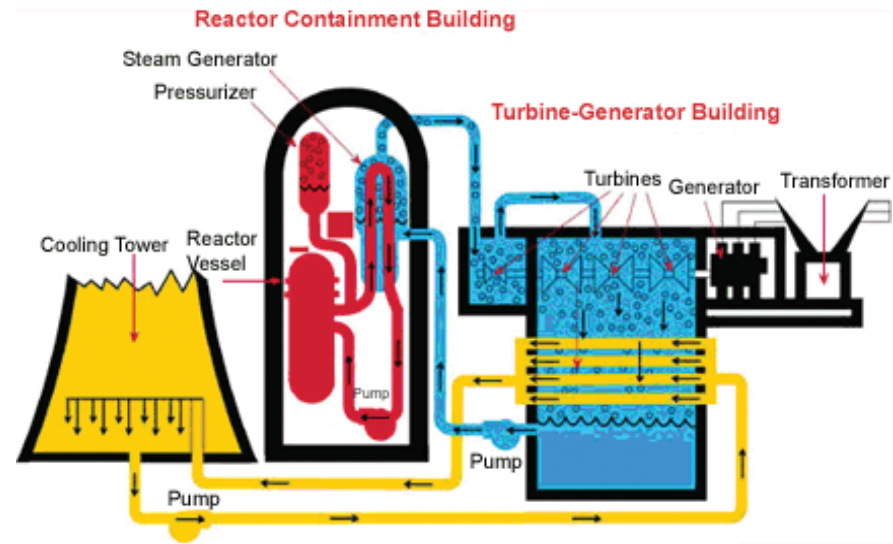 Reactor Containment Building
Steam Generator
Pressurizer
Turbine-Generator Building
Turbines
Generator
Transformer
Cooling Tower
Reactor
Vessel
Pump
Pump
Pump